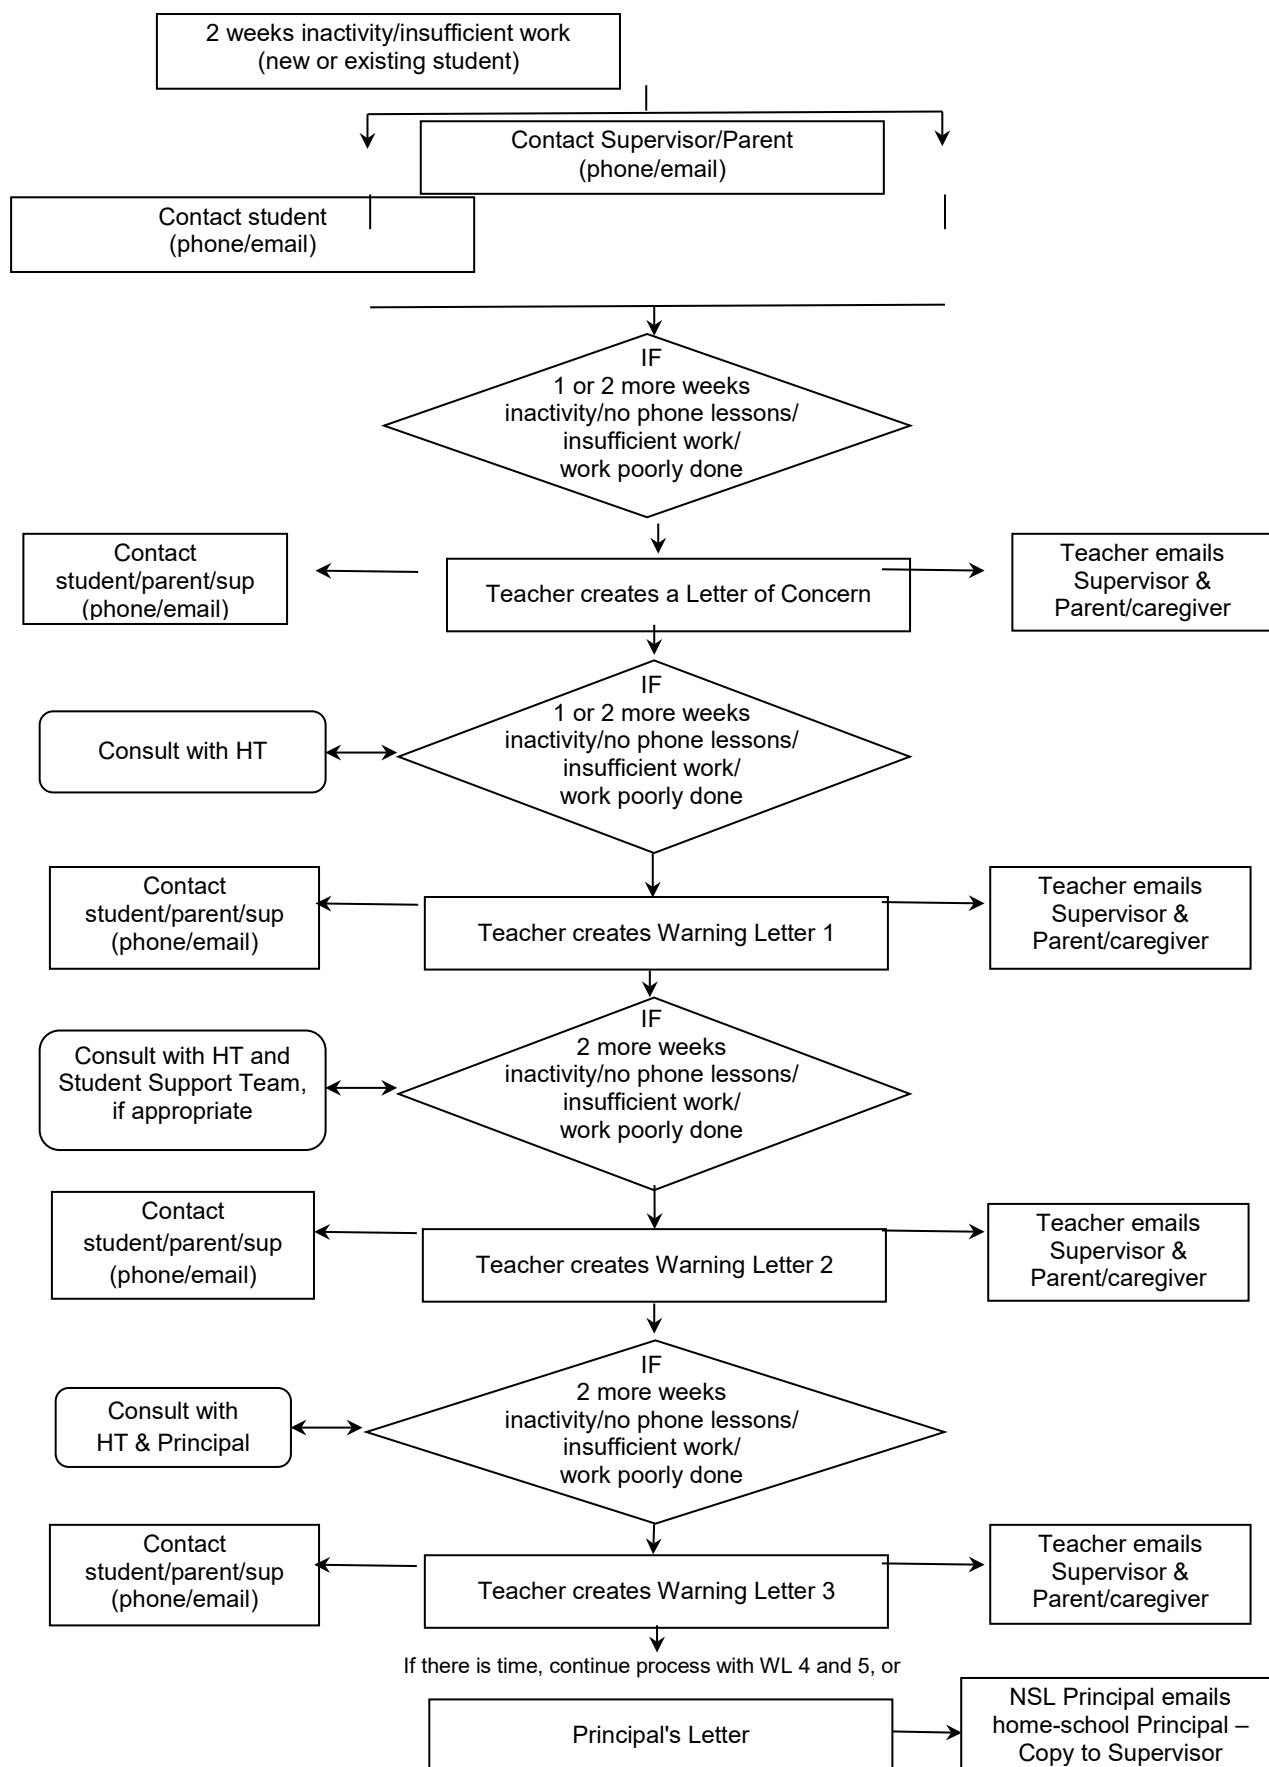 2 weeks inactivity/insufficient work
(new or existing student)
Contact Supervisor/Parent
(phone/email)
Contact student
(phone/email)
IF
1 or 2 more weeks
inactivity/no phone lessons/
insufficient work/
work poorly done
Contact
student/parent/sup
(phone/email)
Teacher creates a Letter of Concern
Teacher emails
Supervisor &
Parent/caregiver
IF
1 or 2 more weeks
inactivity/no phone lessons/
insufficient work/
work poorly done
Consult with HT
Contact
student/parent/sup
(phone/email)
Teacher creates Warning Letter 1
Teacher emails
Supervisor &
Parent/caregiver
IF
2 more weeks
inactivity/no phone lessons/
insufficient work/
work poorly done
Consult with HT and
Student Support Team,
if appropriate
Contact
student/parent/sup
(phone/email)
Teacher creates Warning Letter 2
Teacher emails
Supervisor &
Parent/caregiver
IF
2 more weeks
inactivity/no phone lessons/
insufficient work/
work poorly done
Consult with
HT & Principal
Contact
student/parent/sup
(phone/email)
Teacher creates Warning Letter 3
Teacher emails
Supervisor &
Parent/caregiver
If there is time, continue process with WL 4 and 5, or
Principal's Letter
NSL Principal emails
home-school Principal –
Copy to Supervisor